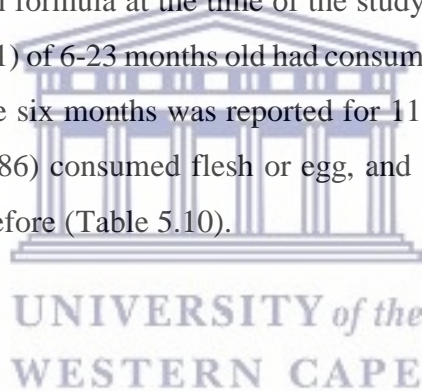 formula at the time of the study
1) of 6-23 months old had consum
e six months was reported for 11
86) consumed flesh or egg, and
efore (Table 5.10).
UNIVERSITY of the
WESTERN CAPE